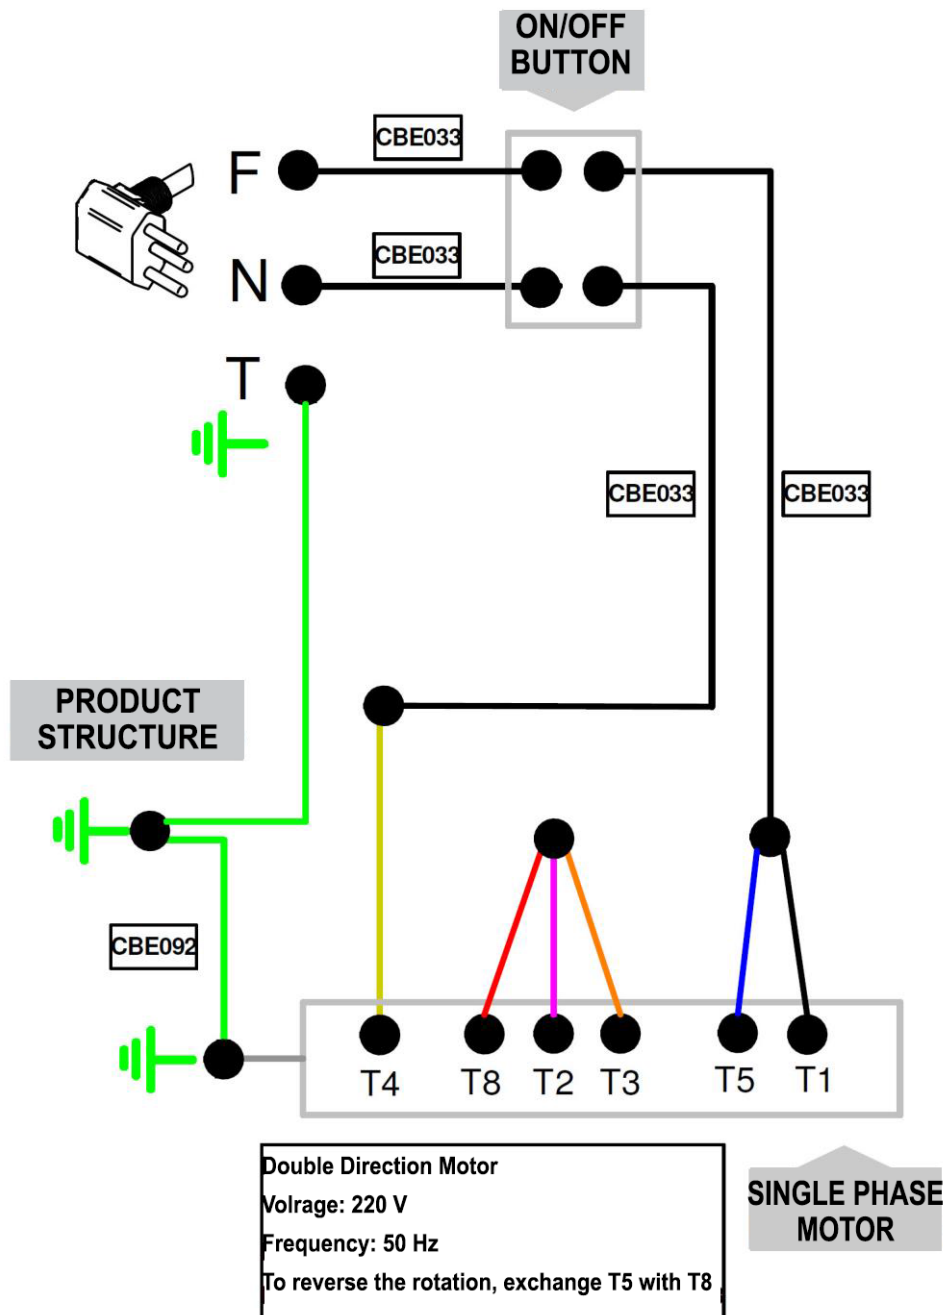 ON/OFF
BUTTON
CBE033
F
CBE033
N
T
CBE033
CBE033
PRODUCT
STRUCTURE
CBE092
T4
T8
T2
T3
T5
T1
Double Direction Motor
Volrage: 220 V
Frequency: 50 Hz
To reverse the rotation, exchange T5 with T8
SINGLE PHASE
MOTOR